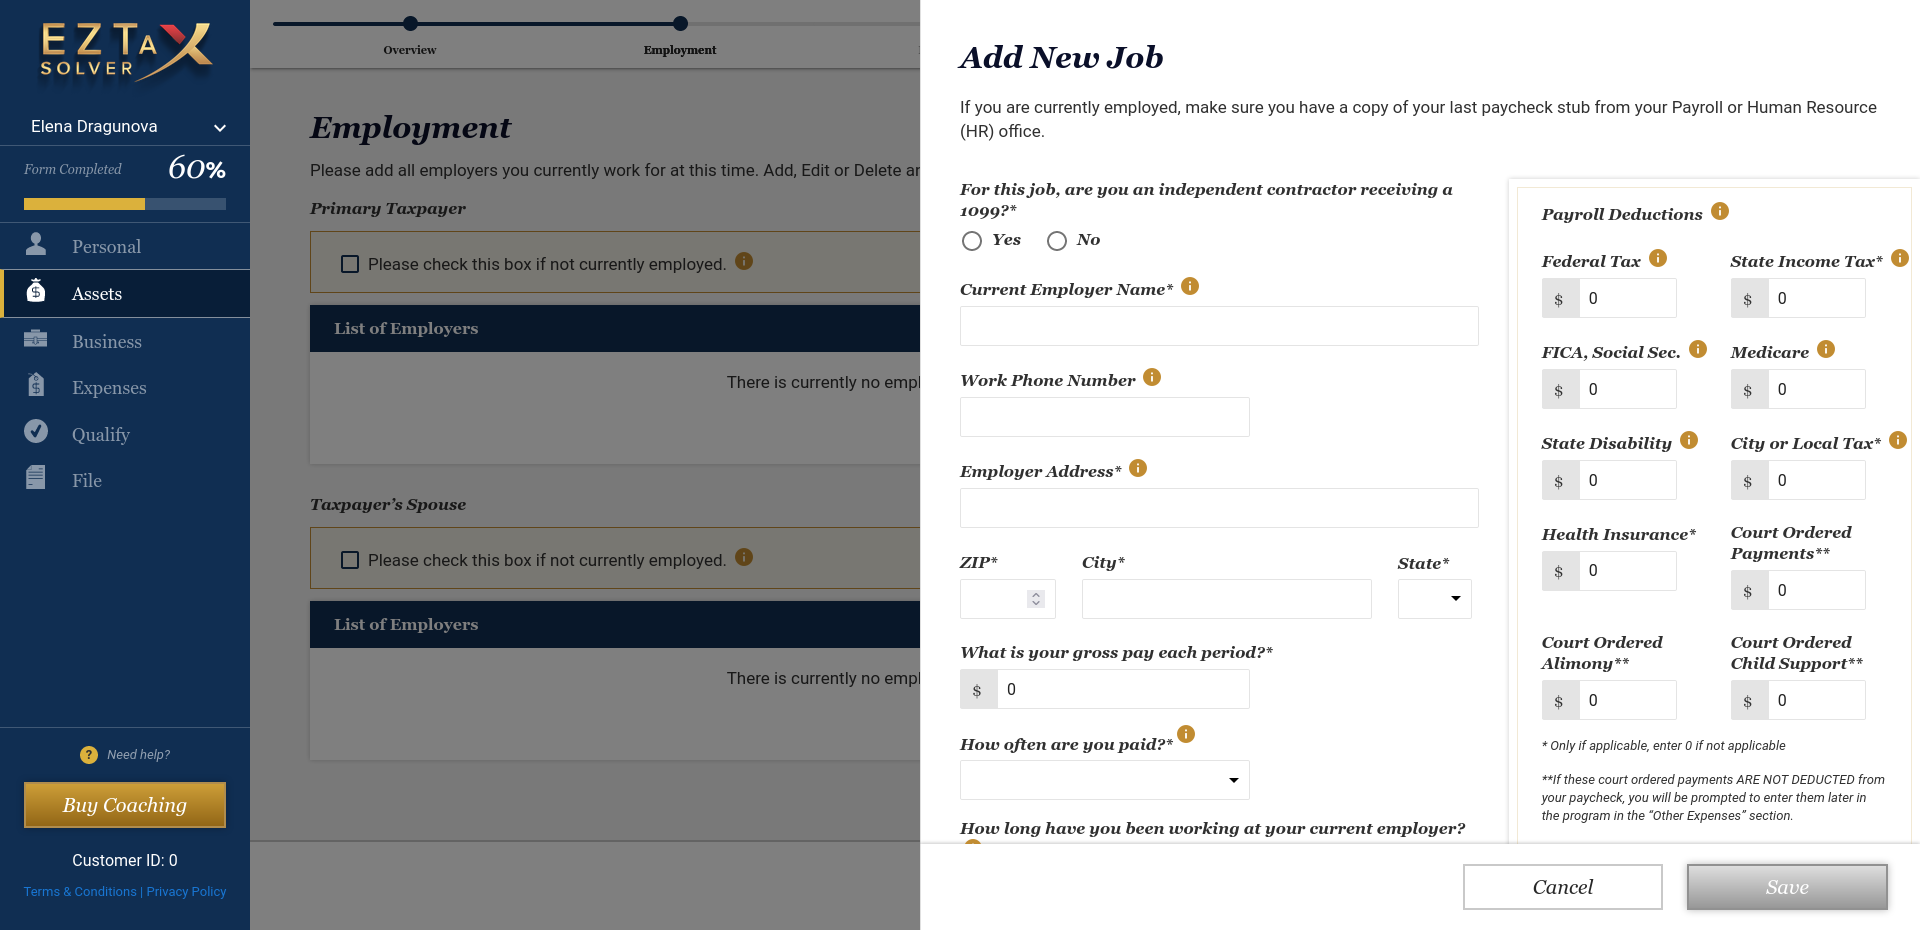 EZTAX
SOLVER
Elena Dragunova
Form Completed 60%
Personal
Assets
Business
Expenses
Qualify
File
? Need help?
Buy Coaching
Customer ID: 0
Terms & Conditions | Privacy Policy
Overview
Employment
Employment
Please add all employers you currently work for at this time. Add, Edit or Delete
Primary Taxpayer
Please check this box if not currently employed.
List of Employers
There is currently no
Taxpayer's Spouse
Please check this box if not currently employed.
List of Employers
There is currently no
Add New Job
If you are currently employed, make sure you have a copy of your last paycheck stub from your Payroll or Human Resource
(HR) office.
For this job, are you an independent contractor receiving a
1099?*
Yes No
Current Employer Name*
Work Phone Number
Employer Address*
ZIP* City* State*
What is your gross pay each period?*
$ 0
How often are you paid?*
How long have you been working at your current employer?
Payroll Deductions
Federal Tax State Income Tax*
$ 0 $ 0
FICA, Social Sec. Medicare
$ 0 $ 0
State Disability City or Local Tax*
$ 0 $ 0
Health Insurance* Court Ordered
Payments**
$ 0 $ 0
Court Ordered Court Ordered
Alimony** Child Support**
$ 0 $ 0
* Only if applicable, enter 0 if not applicable
**If these court ordered payments ARE NOT DEDUCTED from
your paycheck, you will be prompted to enter them later in
the program in the “Other Expenses” section.
Cancel Save